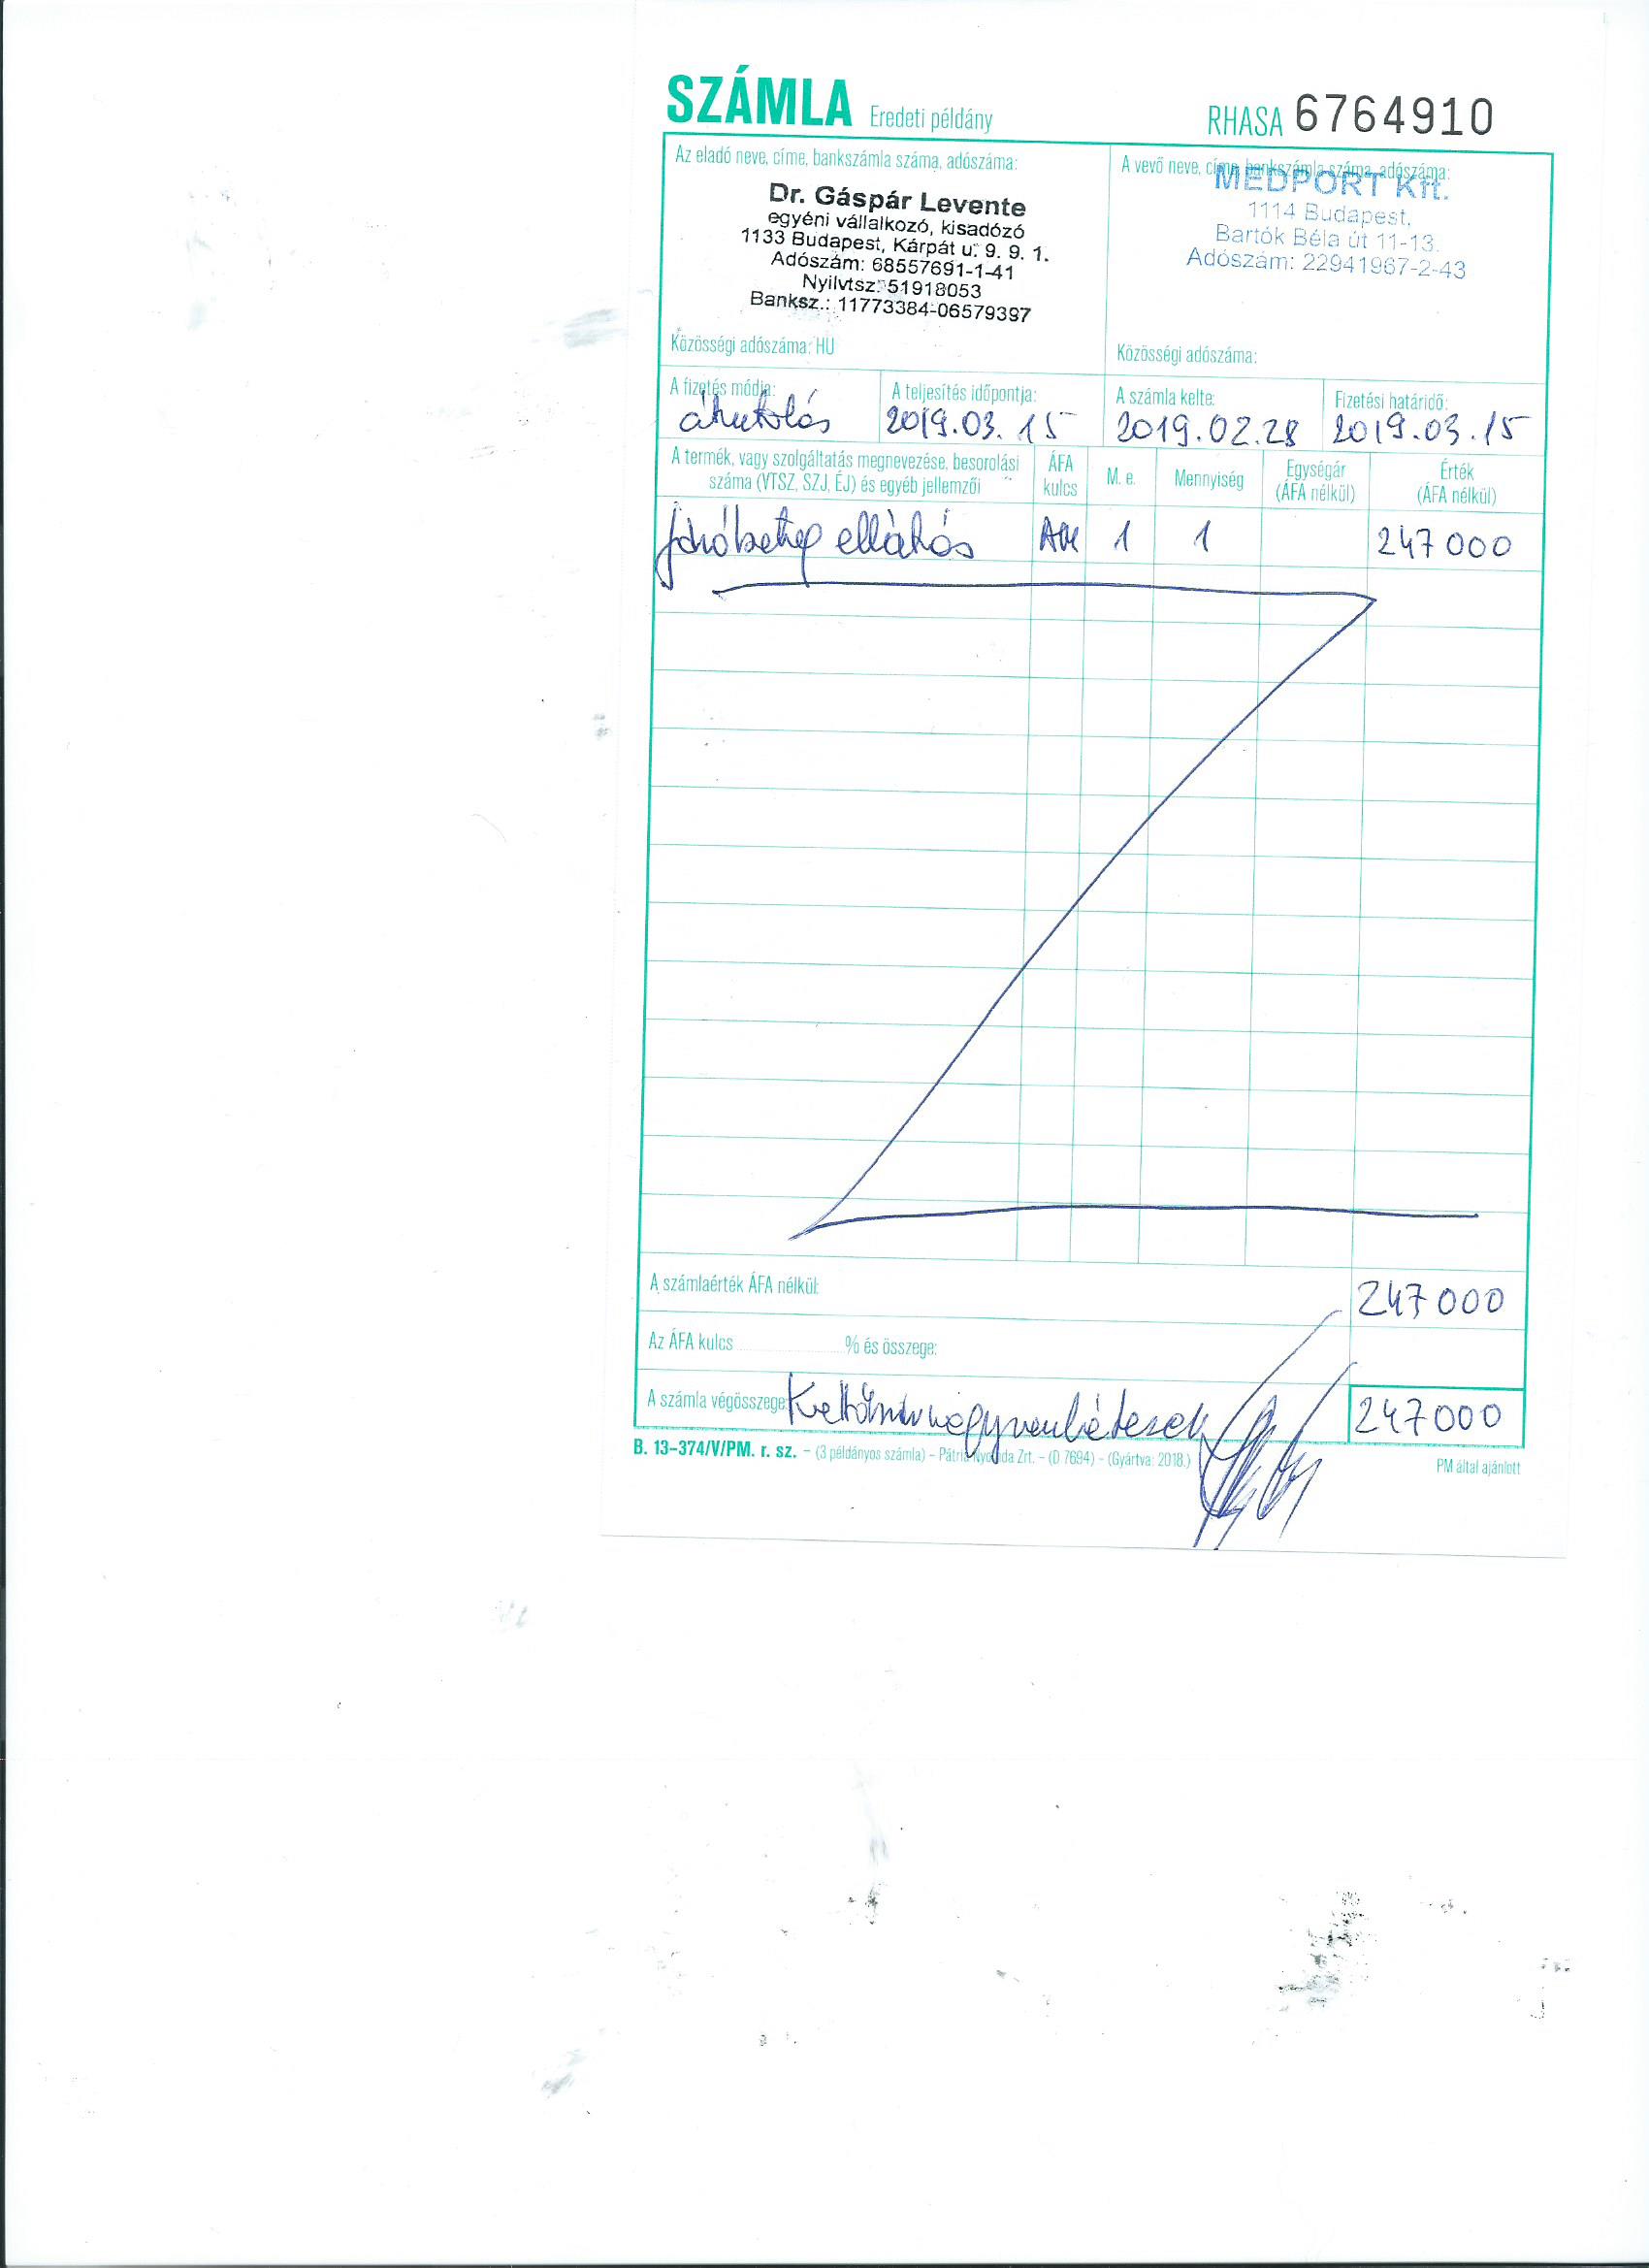 SZÁMLA Eredeti példány RHASA 6764910
Az eladó neve, címe, bankszámla száma, adószáma:
Dr. Gáspár Levente
egyéni vállalkozó, kisadózó
1133 Budapest, Kárpát u. 9. 9. 1.
Adószám: 68557691-1-41
Nyilvtsz: 51918053
Banksz.: 11773384-06579397
Közösségi adószáma: HU
A vevő neve, címe, bankszámla száma, adószáma:
MEDPORT Kft.
1114 Budapest,
Bartók Béla út 11-13.
Adószám: 22941967-2-43
Közösségi adószáma:
A fizetés módja: A teljesítés időpontja: A számla kelte: Fizetési határidő:
átutalás 2019.03.15 2019.02.28 2019.03.15
A termék, vagy szolgáltatás megnevezése, besorolási ÁFA M. e. Mennyiség Egységár Érték
száma (VTSZ, SZJ, ÉJ) és egyéb jellemzői kulcs (ÁFA nélkül) (ÁFA nélkül)
járóbeteg ellátás AM 1 1 247 000
A számlaérték ÁFA nélkül: 247 000
Az ÁFA kulcs % és összege:
A számla végösszege: 247 000
B. 13-374/V/PM. r. sz. – (3 példányos számla) – Pátria Nyomda Zrt. – (D 7694) – (Gyártva: 2018.) PM által ajánlott